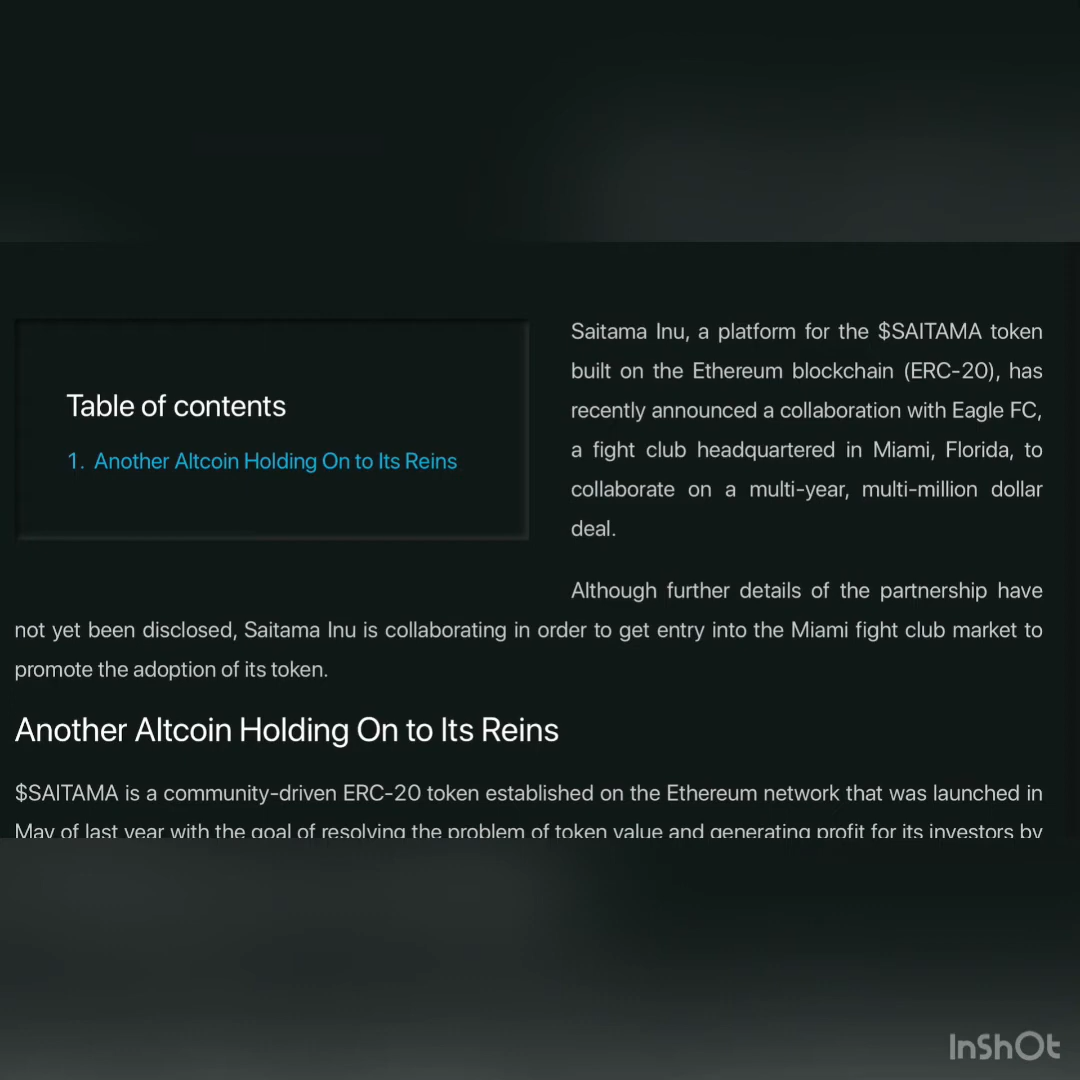 Table of contents
1. Another Altcoin Holding On to Its Reins
Saitama Inu, a platform for the $SAITAMA token
built on the Ethereum blockchain (ERC-20), has
recently announced a collaboration with Eagle FC,
a fight club headquartered in Miami, Florida, to
collaborate on a multi-year, multi-million dollar
deal.
Although further details of the partnership have
not yet been disclosed, Saitama Inu is collaborating in order to get entry into the Miami fight club market to
promote the adoption of its token.
Another Altcoin Holding On to Its Reins
$SAITAMA is a community-driven ERC-20 token established on the Ethereum network that was launched in
May of last year with the goal of resolving the problem of token value and generating profit for its investors by
InShOt